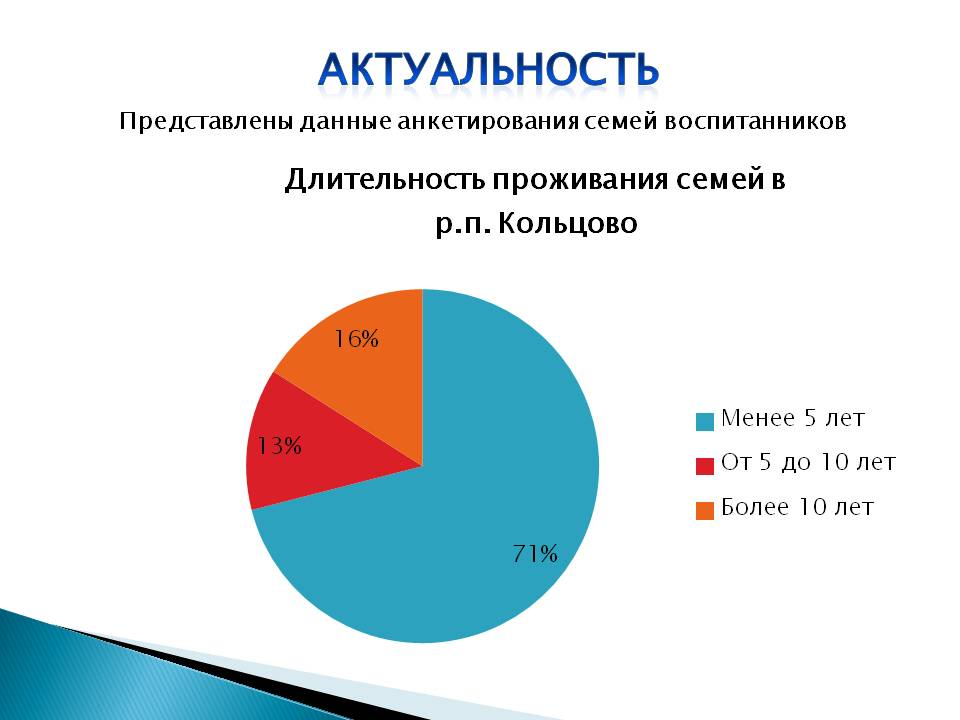 АКТУАЛЬНОСТЬ
Представлены данные анкетирования семей воспитанников
Длительность проживания семей в
р.п. Кольцово
16%
13%
71%
Менее 5 лет
От 5 до 10 лет
Более 10 лет